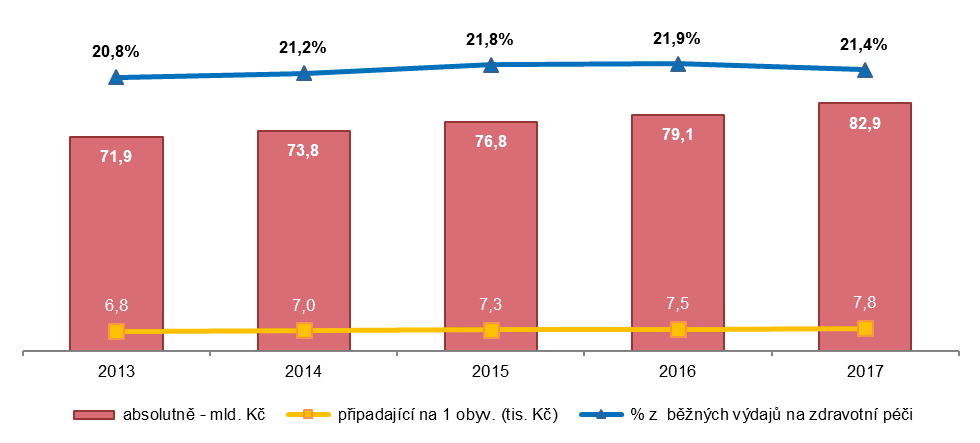 20,8% 21,2% 21,8% 21,9% 21,4%
71,9 73,8 76,8 79,1 82,9
6,8 7,0 7,3 7,5 7,8
2013 2014 2015 2016 2017
absolutně - mld. Kč připadající na 1 obyv. (tis. Kč) % z běžných výdajů na zdravotní péči